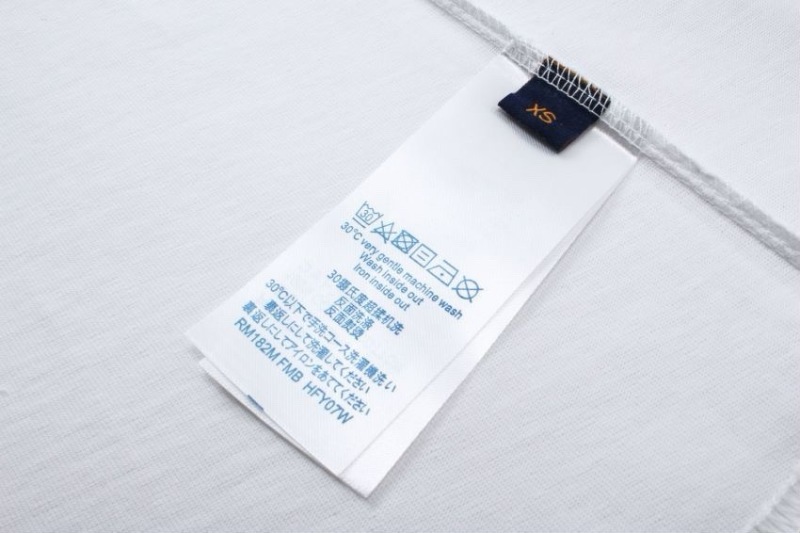 XS
30
30°C very gentle machine wash
Wash inside out
Iron inside out
30摄氏度超柔机洗
反面洗涤
反面熨烫
30°C以下で手洗コース洗濯機洗い
裏返しにして洗濯してください
裏返しにしてアイロンをあててください
RM182M FMB HFY07W